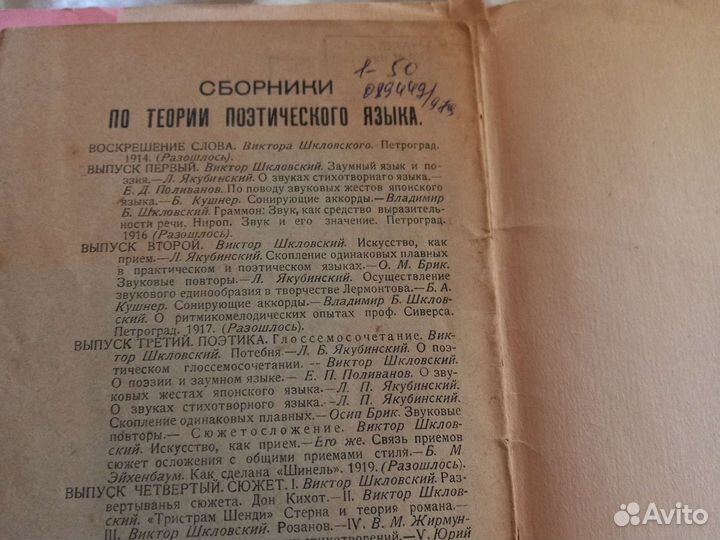 СБОРНИКИ
1-50
ПО ТЕОРИИ ПОЭТИЧЕСКОГО ЯЗЫКА.
ВОСКРЕШЕНИЕ СЛОВА. Виктора Шкловского. Петроград.
1914. (Разошлось).
ВЫПУСК ПЕРВЫЙ. Виктор Шкловский. Заумный язык и по-
эзия.—Л. Якубинский. О звуках стихотворнаго языка.—
Е. Д. Поливанов. По поводу звуковых жестов японского
языка.—Б. Кушнер. Сонирующие аккорды.—Владимир
Б. Шкловский. Граммон: Звук, как средство выразитель-
ности речи. Нироп. Звук и его значение. Петроград.
1916 (Разошлось).
ВЫПУСК ВТОРОЙ. Виктор Шкловский. Искусство, как
прием.—Л. Якубинский. Скопление одинаковых плавных
в практическом и поэтическом языках.—О. М. Брик.
Звуковые повторы.—Л. Якубинский. Осуществление
звукового единообразия в творчестве Лермонтова.—Б. А.
Кушнер. Сонирующие аккорды.—Владимир Б. Шклов-
ский. О ритмикомелодических опытах проф. Сиверса.
Петроград. 1917. (Разошлось).
ВЫПУСК ТРЕТИЙ. ПОЭТИКА. Глоссемосочетание. Вик-
тор Шкловский. Потебня.—Л. Б. Якубинский. О поэ-
тическом глоссемосочетании. — Виктор Шкловский.
О поэзии и заумном языке.— Е. П. Поливанов. О зву-
ковых жестах японского языка.—Л. П. Якубинский.
О звуках стихотворного языка. -Л. П. Якубинский.
Скопление одинаковых плавных.—Осип Брик. Звуковые
повторы.— Сюжетосложение. Виктор Шклов-
ский. Искусство, как прием.—Его же. Связь приемов
сюжет осложения с общими приемами стиля.— Б. М.
Эйхенбаум. Как сделана «Шинель». 1919. (Разошлось).
ВЫПУСК ЧЕТВЕРТЫЙ. СЮЖЕТ. I. Виктор Шкловский. Раз-
вертыванья сюжета. Дон Кихот.—II. Виктор Шклов-
ский. «Тристрам Шенди» Стерна и теория романа.—
III. Виктор Шкловский. Розанов.—IV. В. М. Жирмун-
стихотворений.—V. Юрий
Avito